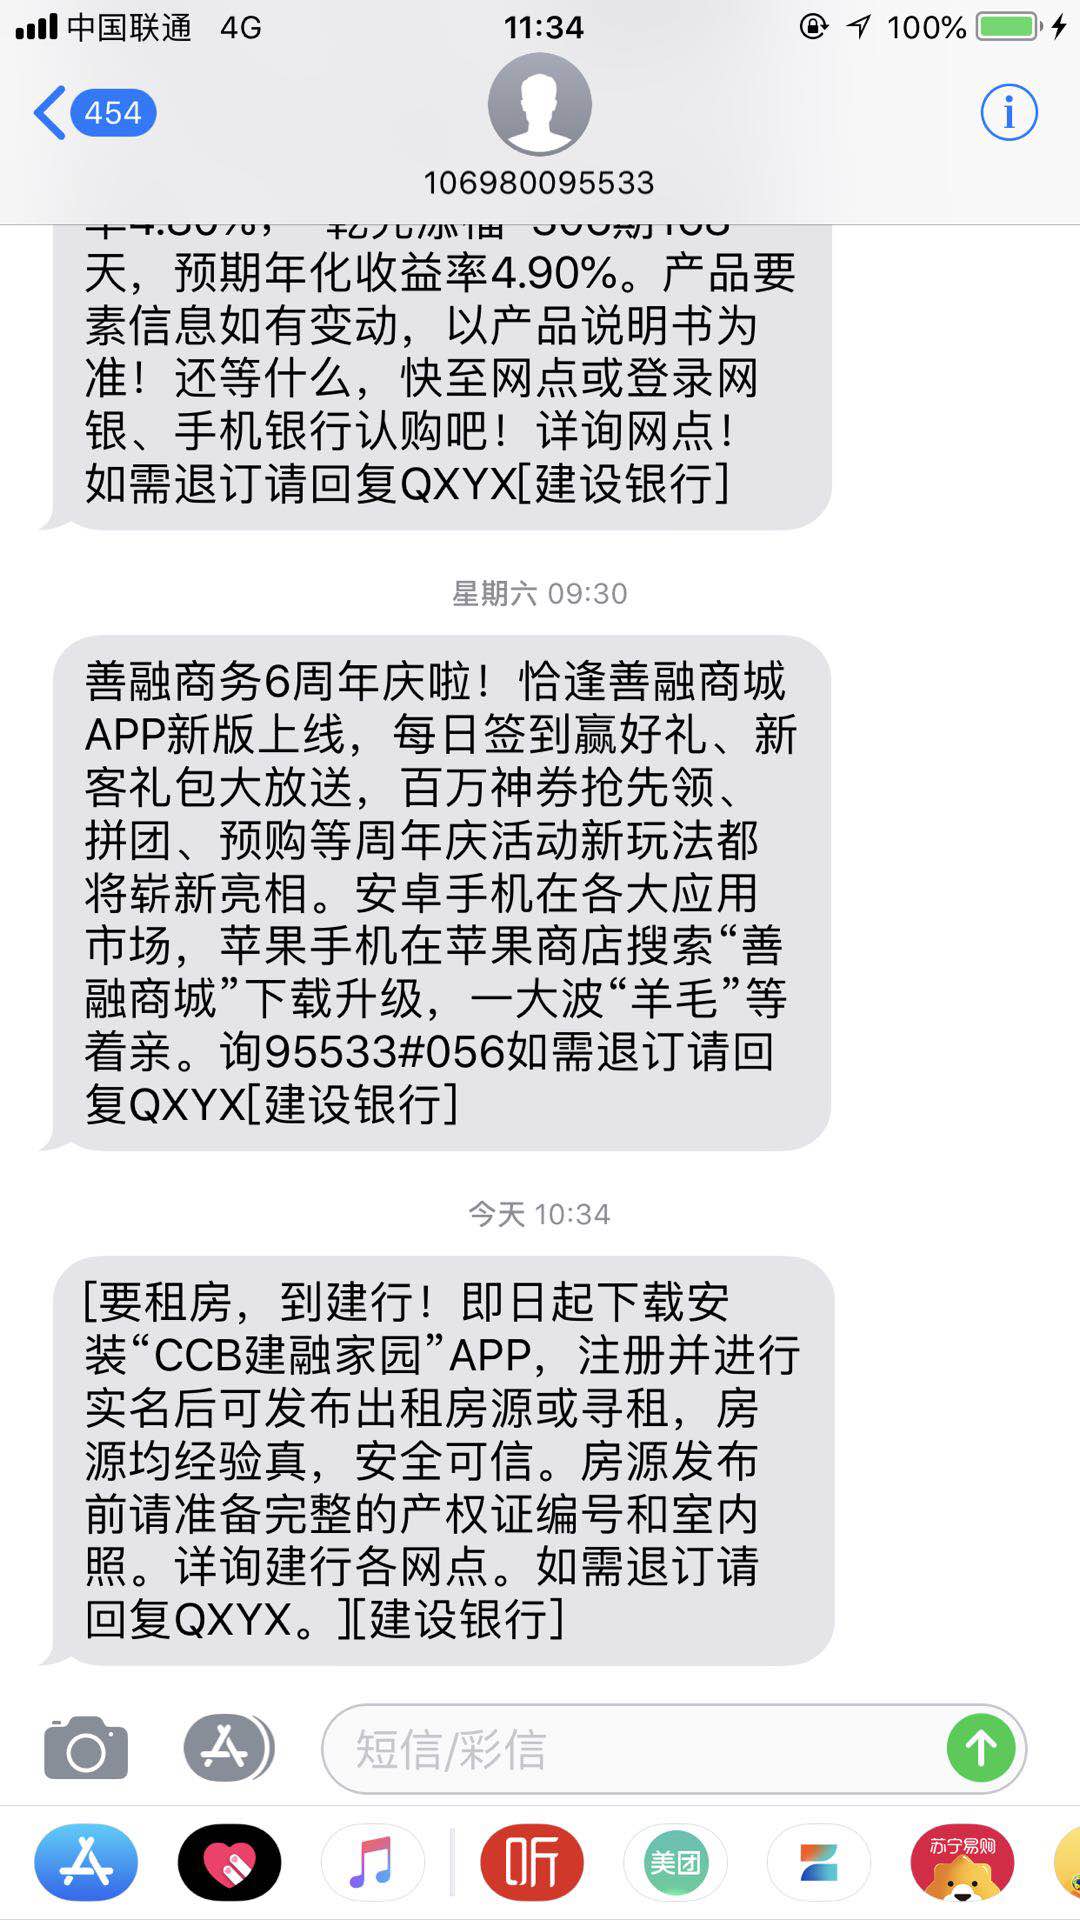 中国联通 4G 11:34 100%
454
106980095533
天，预期年化收益率4.90%。产品要
素信息如有变动，以产品说明书为
准！还等什么，快至网点或登录网
银、手机银行认购吧！详询网点！
如需退订请回复QXYX[建设银行]
星期六 09:30
善融商务6周年庆啦！恰逢善融商城
APP新版上线，每日签到赢好礼、新
客礼包大放送，百万神券抢先领、
拼团、预购等周年庆活动新玩法都
将崭新亮相。安卓手机在各大应用
市场，苹果手机在苹果商店搜索“善
融商城”下载升级，一大波“羊毛”等
着亲。询95533#056如需退订请回
复QXYX[建设银行]
今天 10:34
[要租房，到建行！即日起下载安
装“CCB建融家园”APP，注册并进行
实名后可发布出租房源或寻租，房
源均经验真，安全可信。房源发布
前请准备完整的产权证编号和室内
照。详询建行各网点。如需退订请
回复QXYX。][建设银行]
短信/彩信
听
美团
苏宁易购